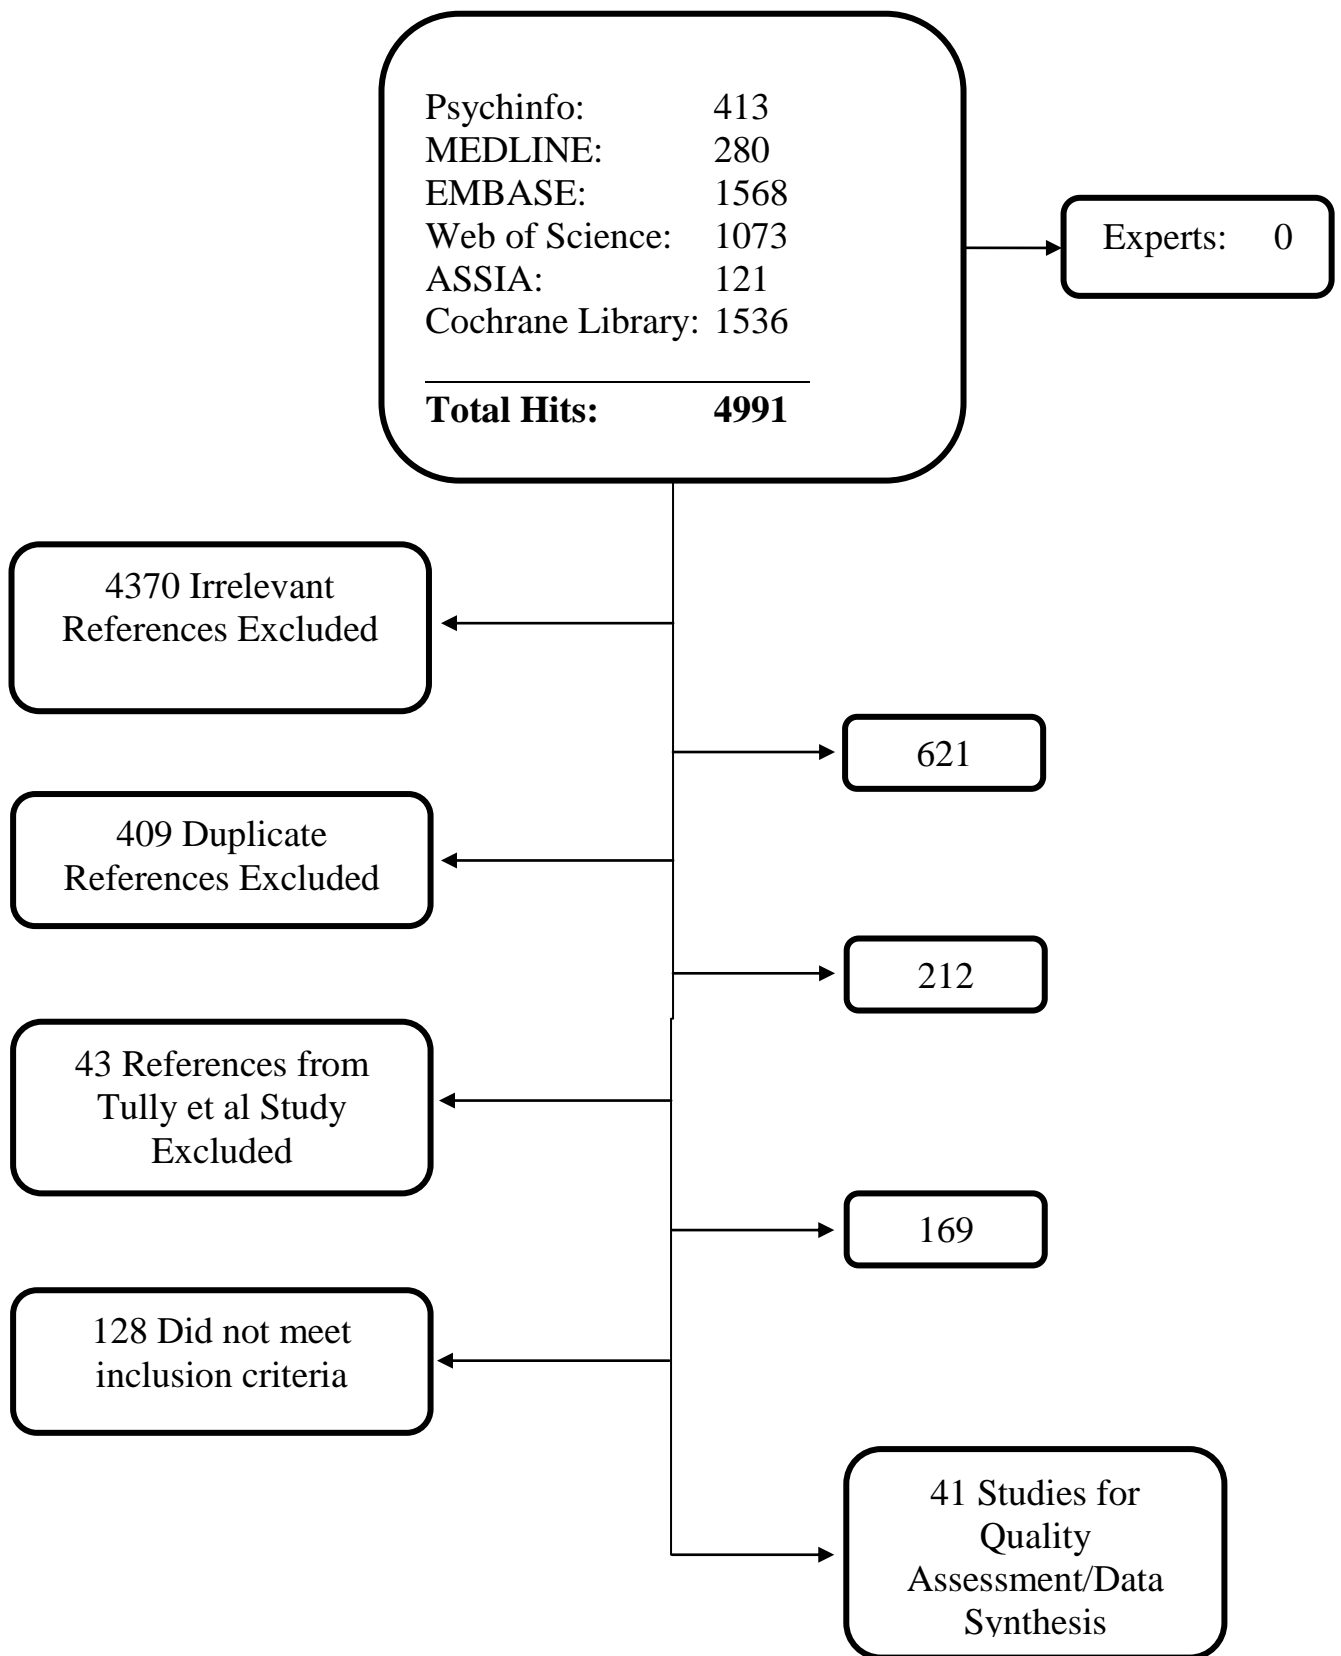 Psychinfo: 413
MEDLINE: 280
EMBASE: 1568
Web of Science: 1073
ASSIA: 121
Cochrane Library: 1536
Total Hits: 4991
Experts: 0
4370 Irrelevant
References Excluded
621
409 Duplicate
References Excluded
212
43 References from
Tully et al Study
Excluded
169
128 Did not meet
inclusion criteria
41 Studies for
Quality
Assessment/Data
Synthesis